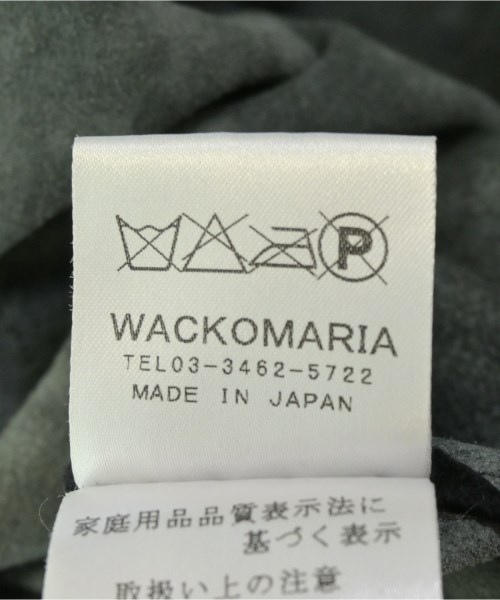 P
WACKOMARIA
TEL03-3462-5722
MADE IN JAPAN
家庭用品品質表示法に
基づく表示
取扱い上の注意